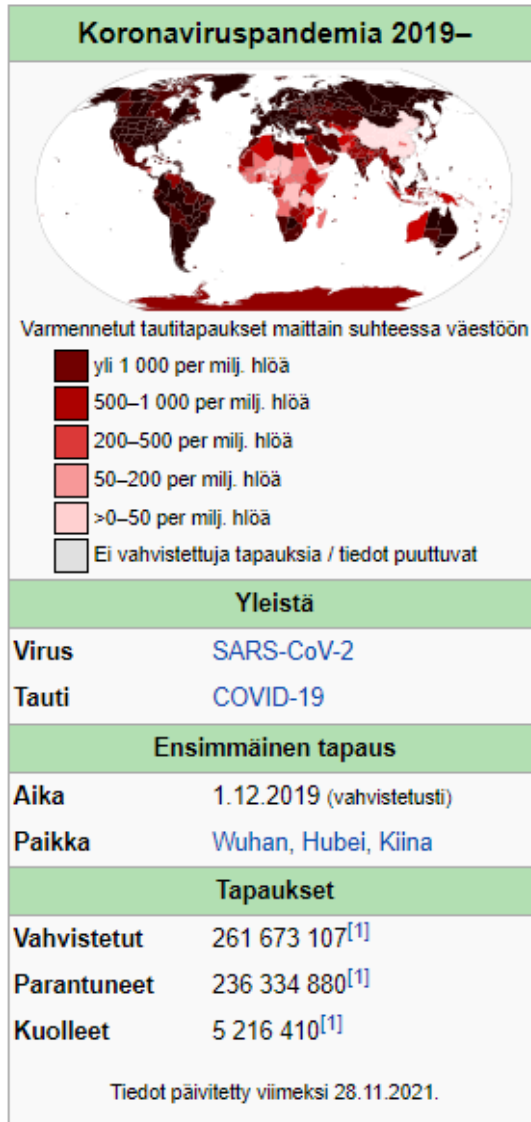 Koronaviruspandemia 2019–
Varmennetut tautitapaukset maittain suhteessa väestöön
yli 1 000 per milj. hlöä
500–1 000 per milj. hlöä
200–500 per milj. hlöä
50–200 per milj. hlöä
>0–50 per milj. hlöä
Ei vahvistettuja tapauksia / tiedot puuttuvat
Yleistä
Virus SARS-CoV-2
Tauti COVID-19
Ensimmäinen tapaus
Aika 1.12.2019 (vahvistetusti)
Paikka Wuhan, Hubei, Kiina
Tapaukset
Vahvistetut 261 673 107[1]
Parantuneet 236 334 880[1]
Kuolleet 5 216 410[1]
Tiedot päivitetty viimeksi 28.11.2021.